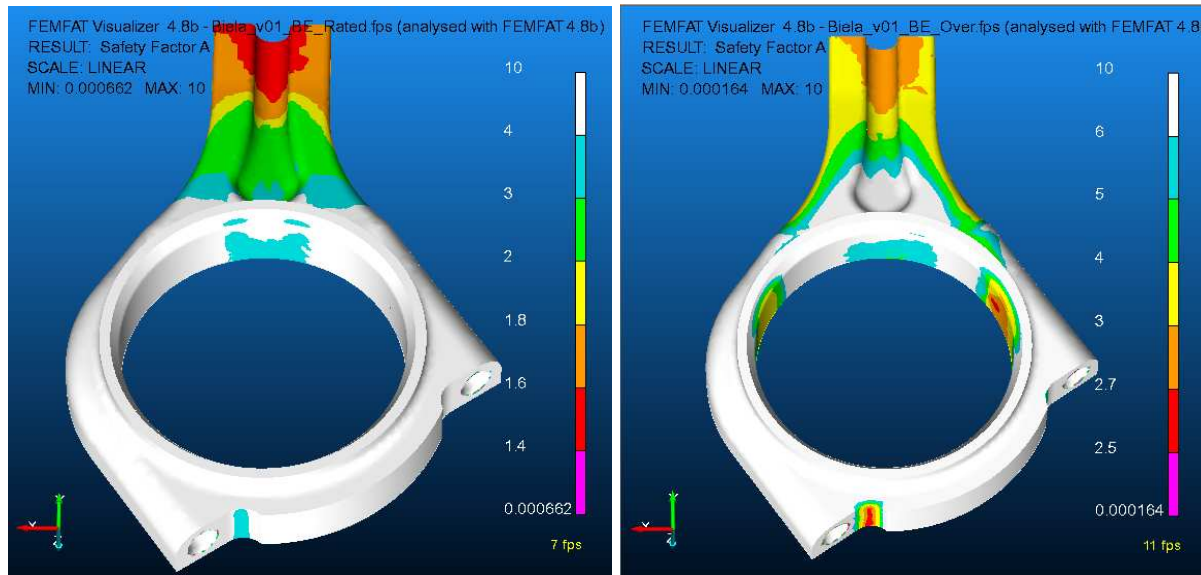 FEMFAT Visualizer 4.8b - Biela_v01_BE_Rated.fps (analysed with FEMFAT 4.8b)
RESULT: Safety Factor A
SCALE: LINEAR
MIN: 0.000662 MAX: 10
10
4
3
2
1.8
1.6
1.4
0.000662
7 fps
FEMFAT Visualizer 4.8b - Biela_v01_BE_Over.fps (analysed with FEMFAT 4.8
RESULT: Safety Factor A
SCALE: LINEAR
MIN: 0.000164 MAX: 10
10
6
5
4
3
2.7
2.5
0.000164
11 fps